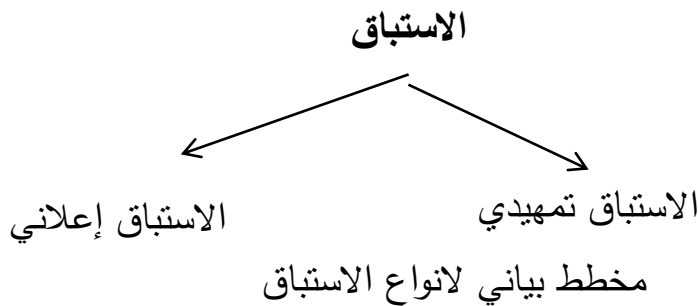 الاستباق
الاستباق تمهيدي
الاستباق إعلاني
مخطط بياني لانواع الاستباق